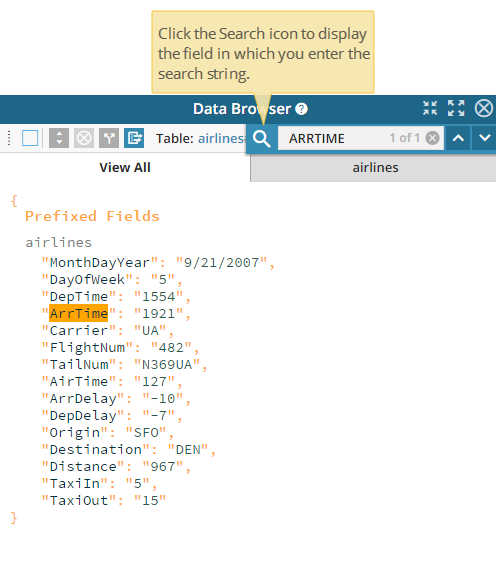 Click the Search icon to display
the field in which you enter the
search string.
Data Browser ?
Table: airlines
ARRTIME 1 of 1
View All airlines
{
Prefixed Fields
airlines
"MonthDayYear": "9/21/2007",
"DayOfWeek": "5",
"DepTime": "1554",
"ArrTime": "1921",
"Carrier": "UA",
"FlightNum": "482",
"TailNum": "N369UA",
"AirTime": "127",
"ArrDelay": "-10",
"DepDelay": "-7",
"Origin": "SFO",
"Destination": "DEN",
"Distance": "967",
"TaxiIn": "5",
"TaxiOut": "15"
}